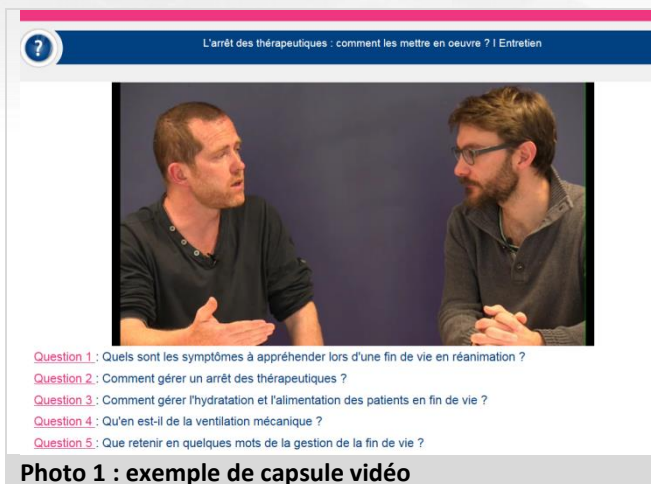 ?
L'arrêt des thérapeutiques : comment les mettre en oeuvre ? I Entretien
Question 1 : Quels sont les symptômes à appréhender lors d'une fin de vie en réanimation ?
Question 2 : Comment gérer un arrêt des thérapeutiques ?
Question 3 : Comment gérer l'hydratation et l'alimentation des patients en fin de vie ?
Question 4 : Qu'en est-il de la ventilation mécanique ?
Question 5 : Que retenir en quelques mots de la gestion de la fin de vie ?
Photo 1 : exemple de capsule vidéo